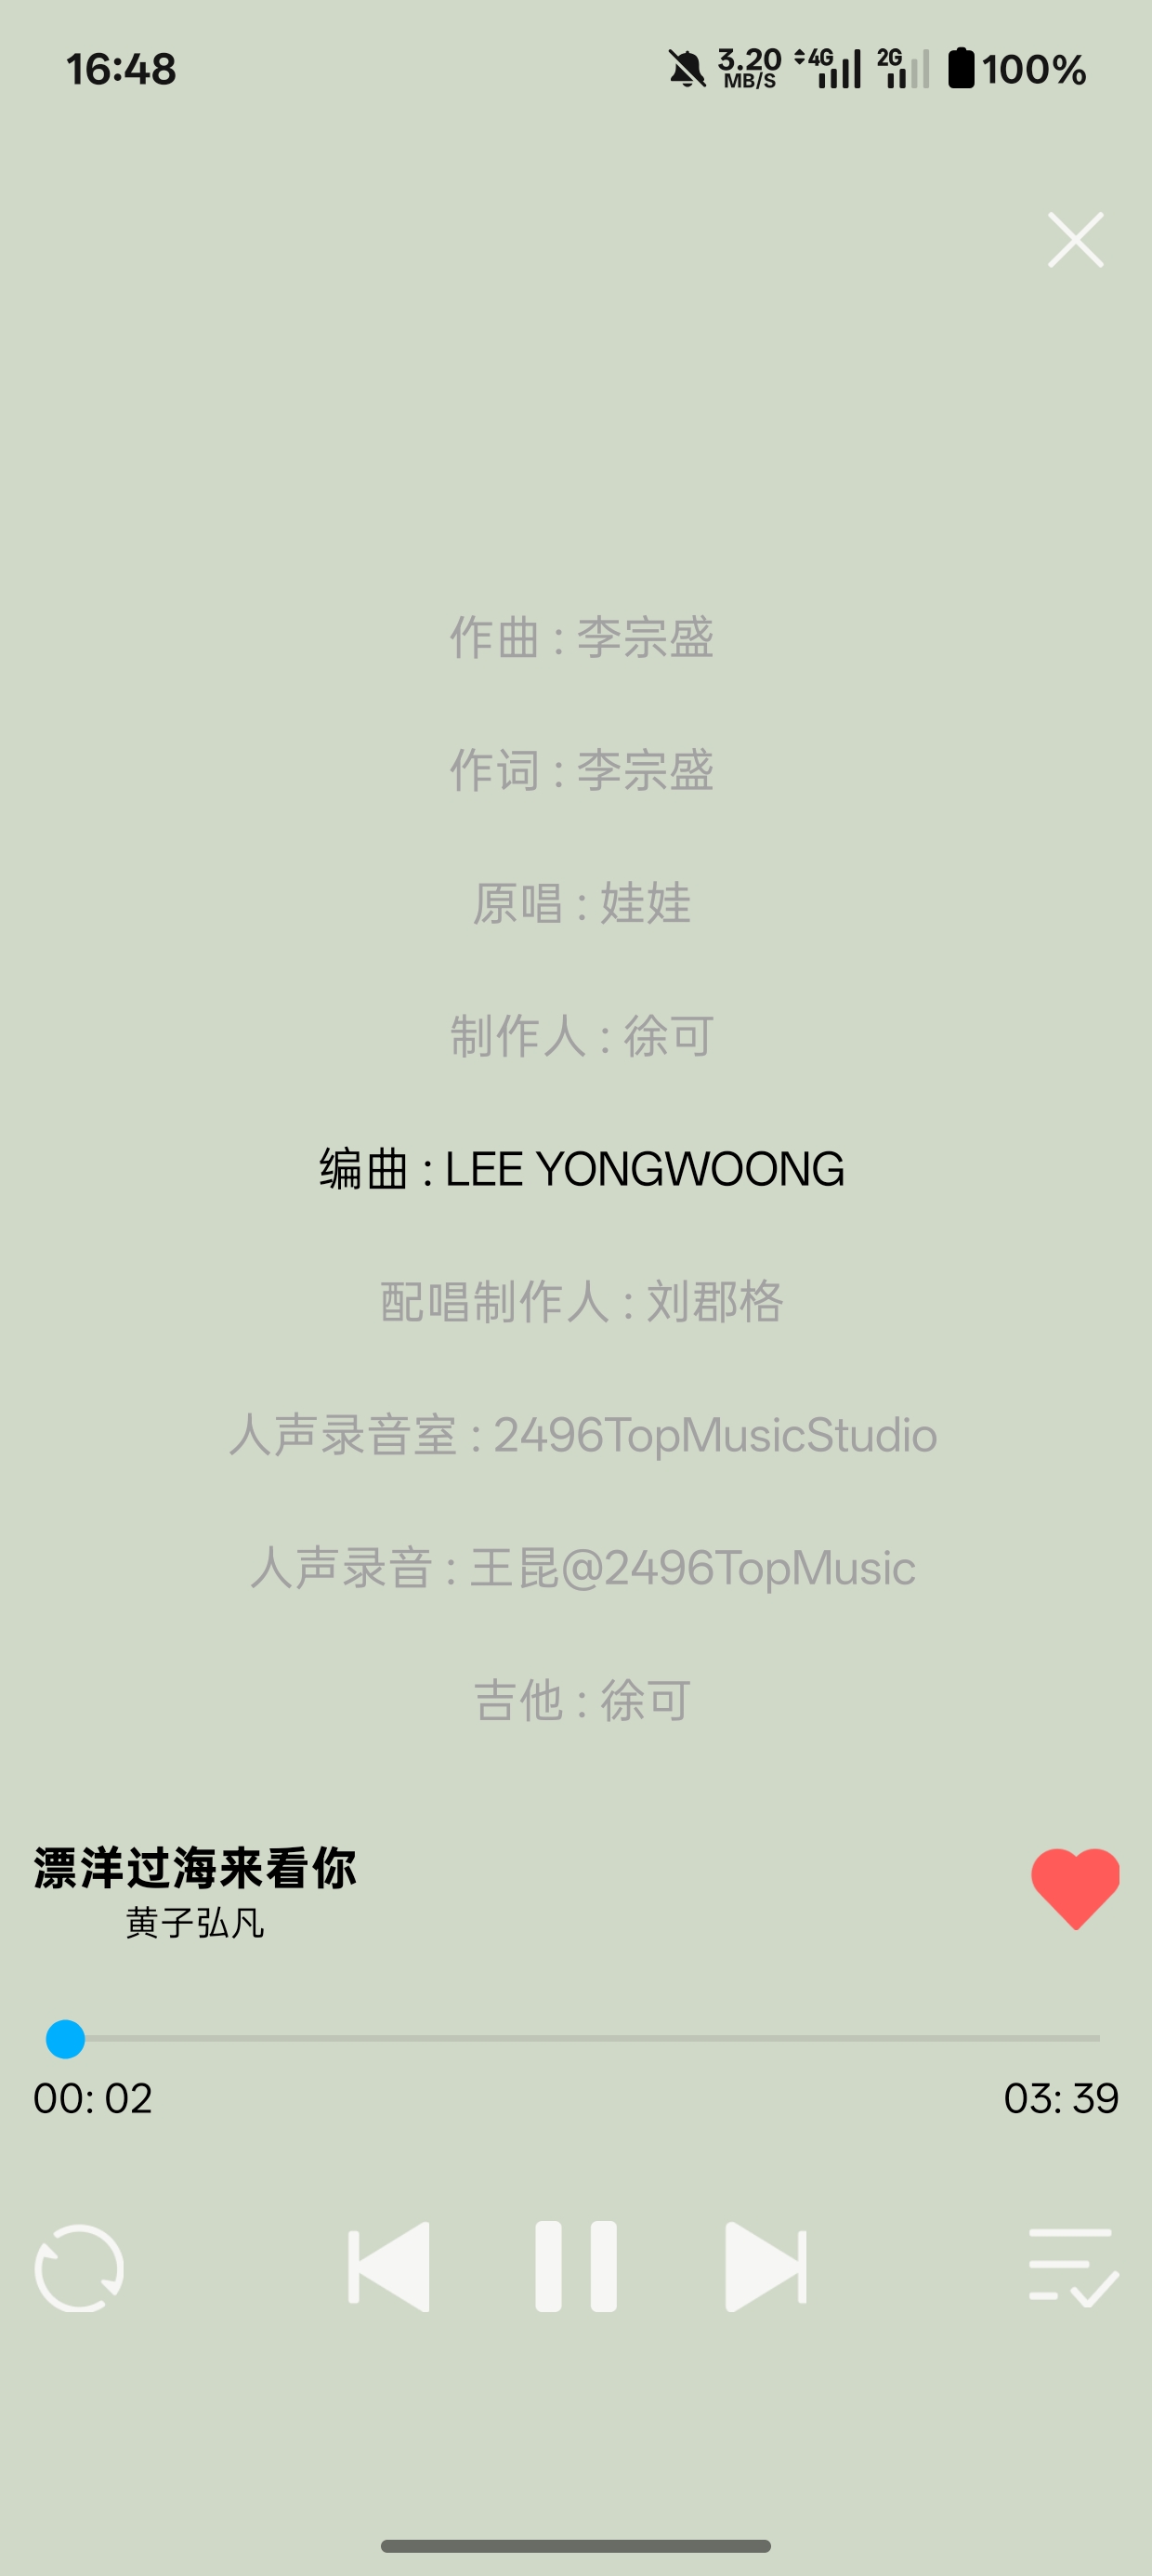 16:48
3.20 MB/S 4G 2G 100%
作曲 : 李宗盛
作词 : 李宗盛
原唱 : 娃娃
制作人 : 徐可
编曲 : LEE YONGWOONG
配唱制作人 : 刘郡格
人声录音室 : 2496TopMusicStudio
人声录音 : 王昆@2496TopMusic
吉他 : 徐可
漂洋过海来看你
黄子弘凡
00: 02
03: 39